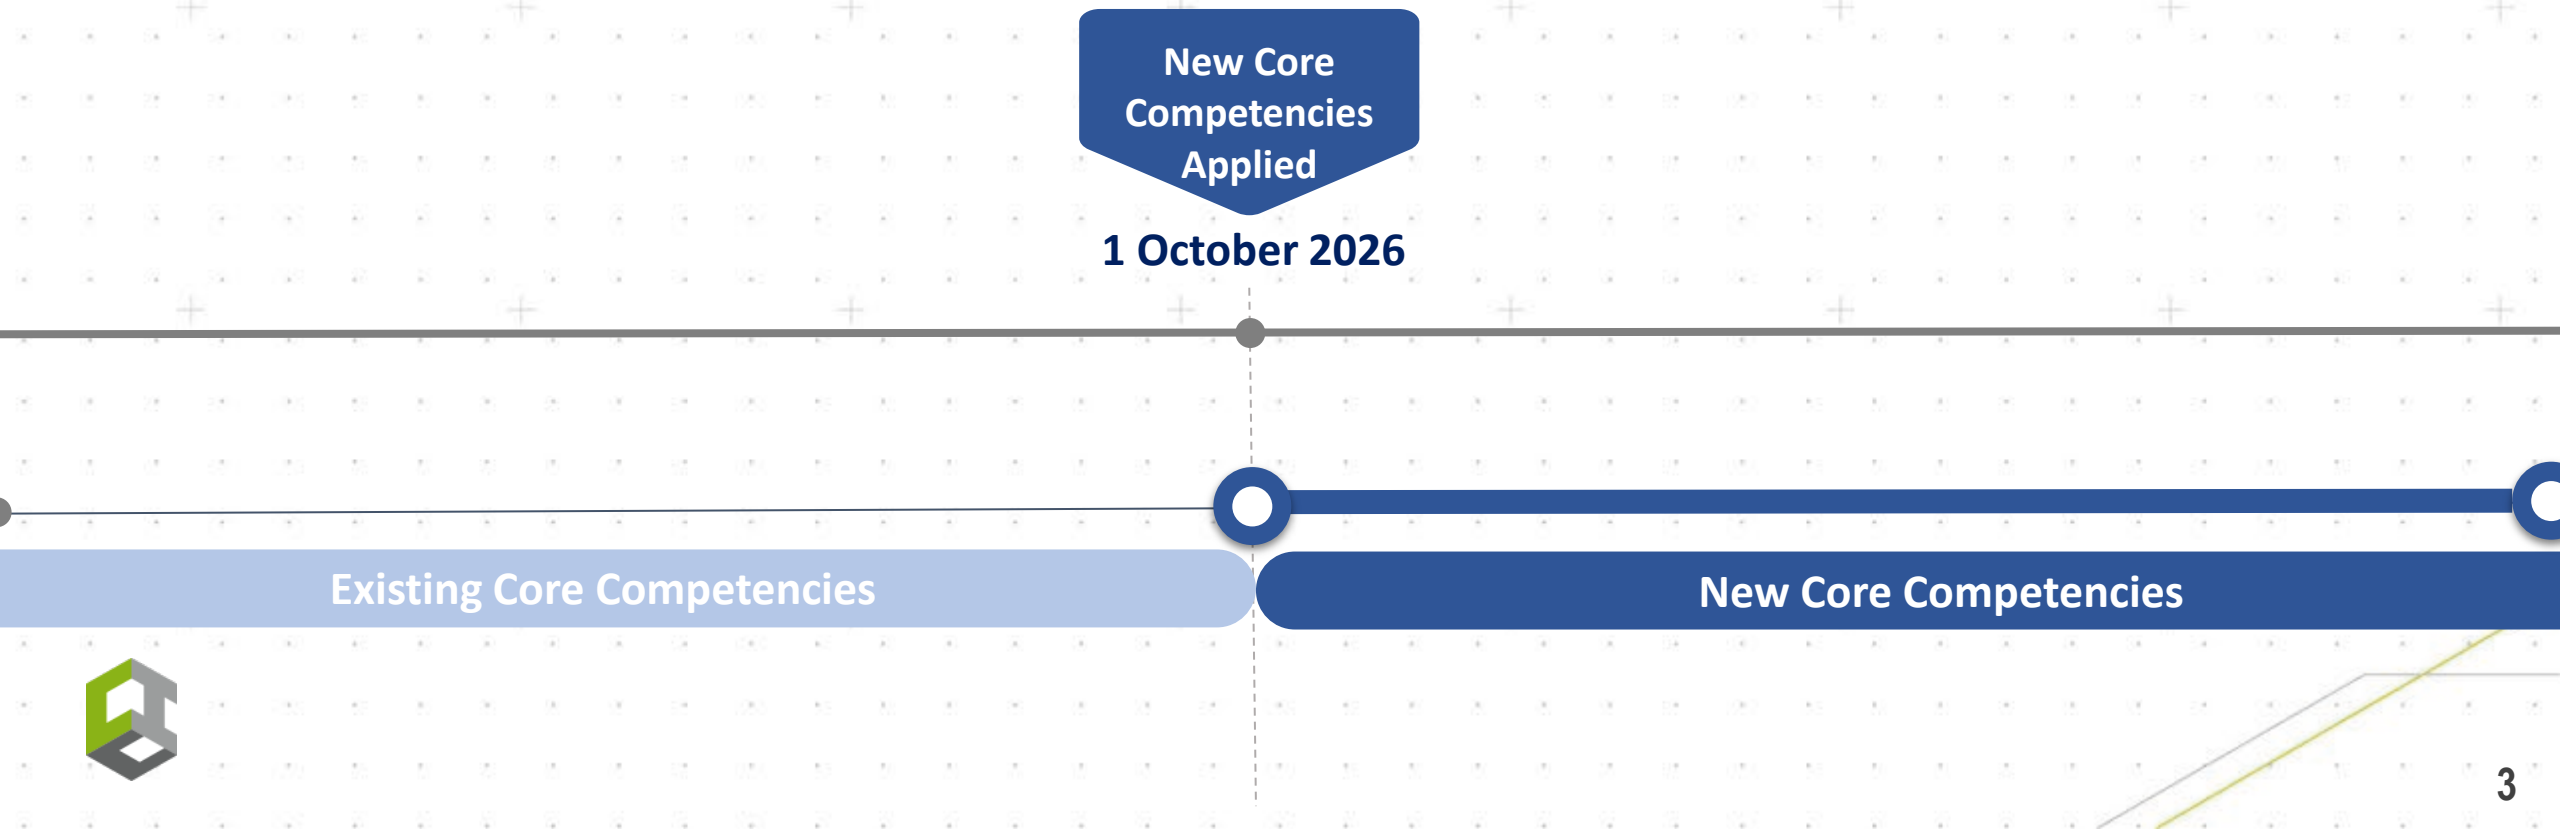 New Core
Competencies
Applied
1 October 2026
Existing Core Competencies
New Core Competencies
3